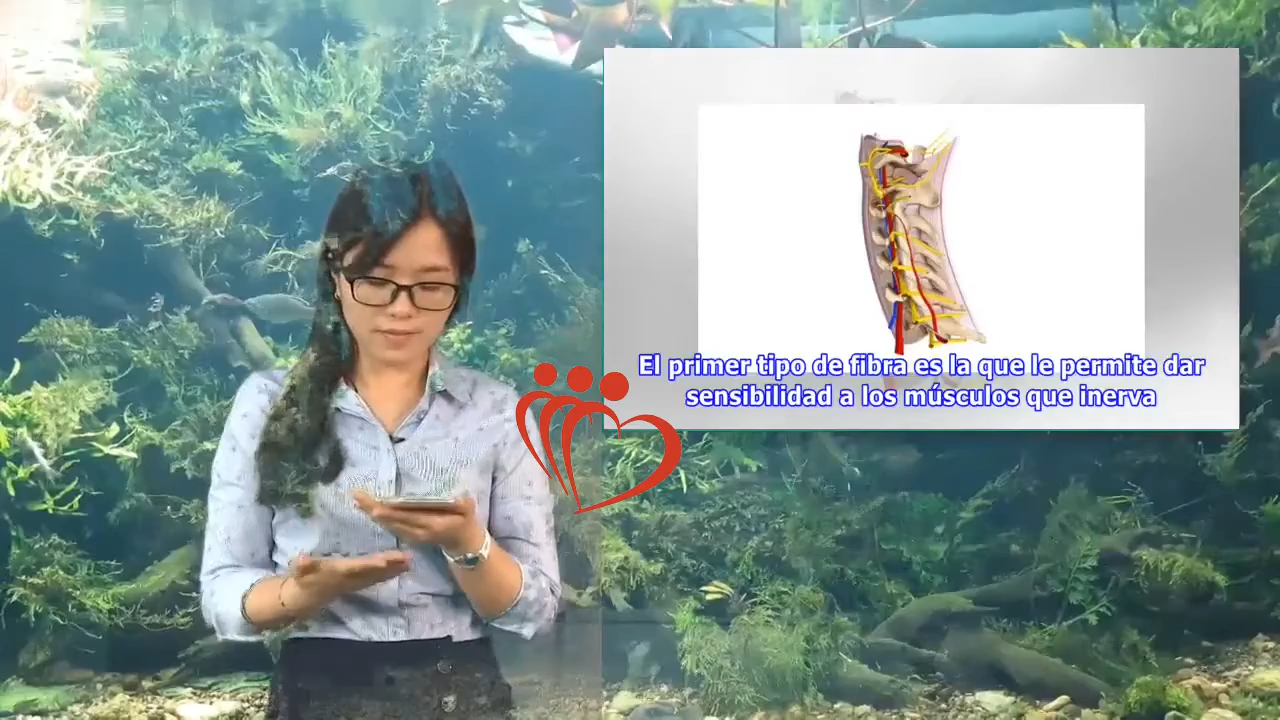 El primer tipo de fibra es la que le permite dar
sensibilidad a los músculos que inerva